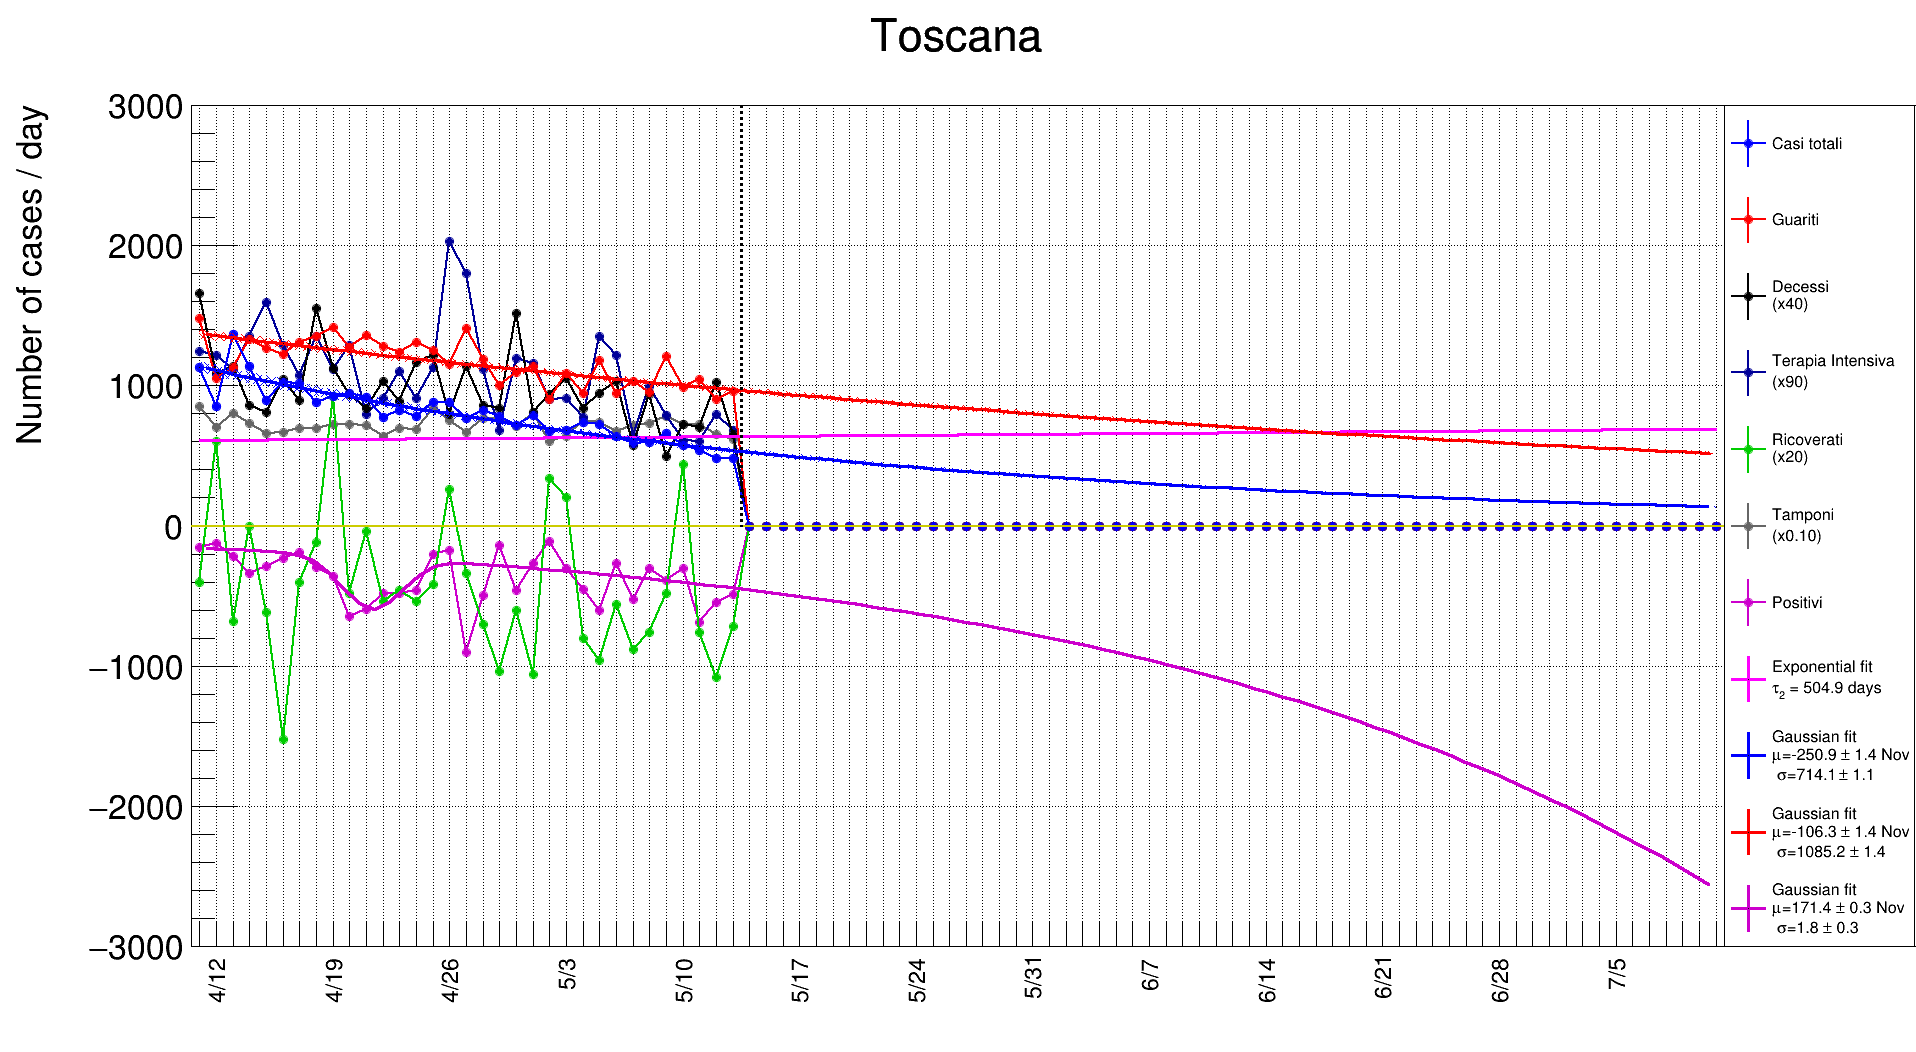 Toscana
Number of cases / day
3000
2000
1000
0
−1000
−2000
−3000
4/12
4/19
4/26
5/3
5/10
5/17
5/24
5/31
6/7
6/14
6/21
6/28
7/5
Casi totali
Guariti
Decessi
(x40)
Terapia Intensiva
(x90)
Ricoverati
(x20)
Tamponi
(x0.10)
Positivi
Exponential fit
τ2 = 504.9 days
Gaussian fit
μ=-250.9 ± 1.4 Nov
σ=714.1 ± 1.1
Gaussian fit
μ=-106.3 ± 1.4 Nov
σ=1085.2 ± 1.4
Gaussian fit
μ=171.4 ± 0.3 Nov
σ=1.8 ± 0.3